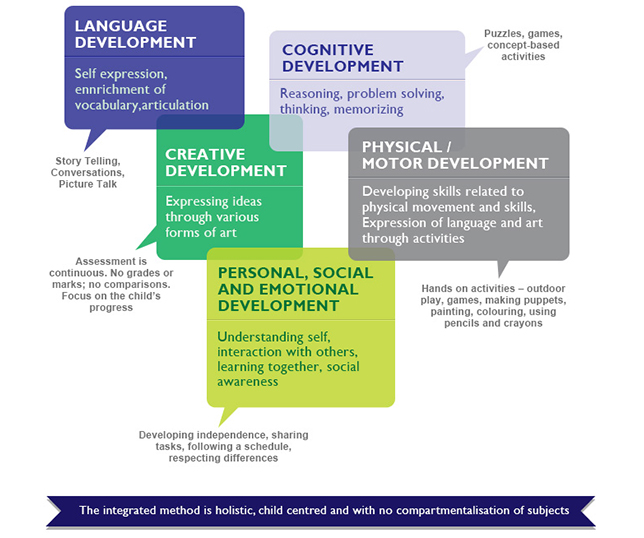 LANGUAGE
DEVELOPMENT
Self expression,
ennrichment of
vocabulary,articulation
Story Telling,
Conversations,
Picture Talk
COGNITIVE
DEVELOPMENT
Reasoning, problem solving,
thinking, memorizing
Puzzles, games,
concept-based
activities
CREATIVE
DEVELOPMENT
Expressing ideas
through various
forms of art
Assessment is
continuous. No grades or
marks; no comparisons.
Focus on the child's
progress
PHYSICAL /
MOTOR DEVELOPMENT
Developing skills related to
physical movement and skills,
Expression of language and art
through activities
Hands on activities – outdoor
play, games, making puppets,
painting, colouring, using
pencils and crayons
PERSONAL, SOCIAL
AND EMOTIONAL
DEVELOPMENT
Understanding self,
interaction with others,
learning together, social
awareness
Developing independence, sharing
tasks, following a schedule,
respecting differences
The integrated method is holistic, child centred and with no compartmentalisation of subjects